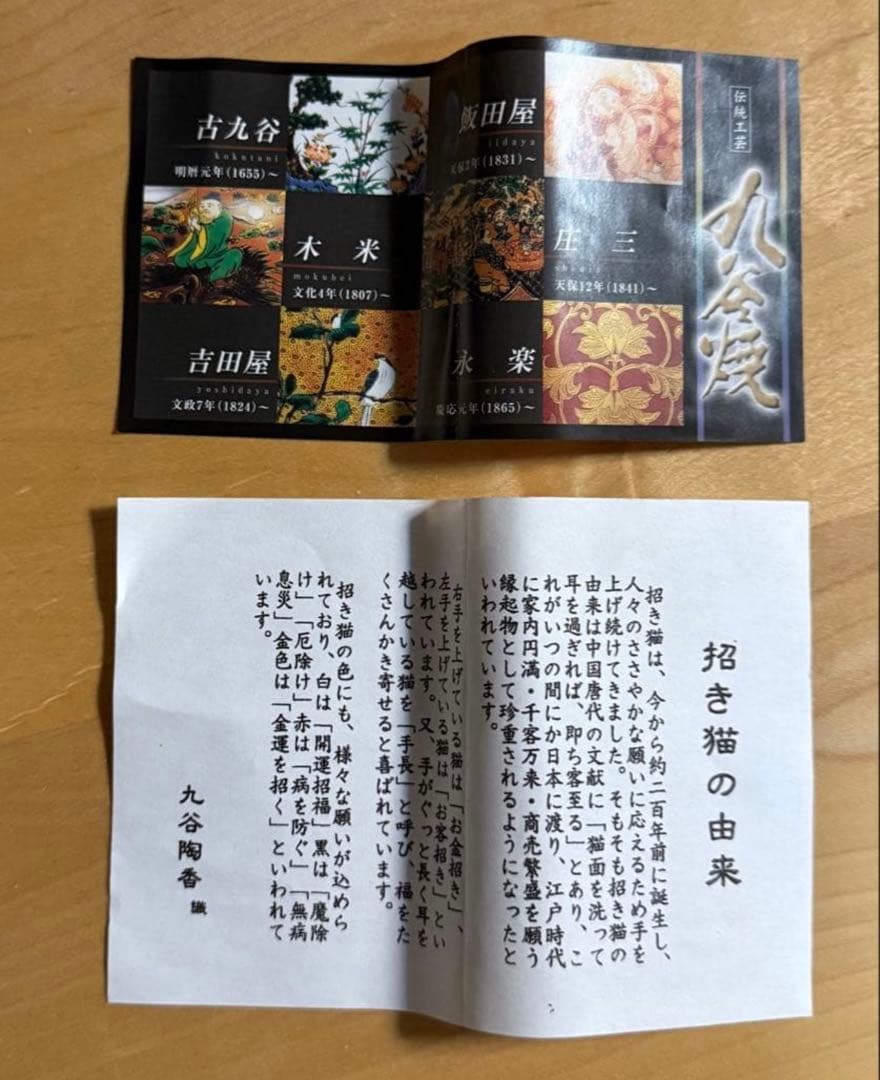 伝統工芸
九谷焼
飯田屋
iidaya
天保2年(1831)～
庄三
shoza
天保12年(1841)～
永楽
eiraku
慶応元年(1865)～
古九谷
kokutani
明暦元年(1655)～
木米
mokubei
文化4年(1807)～
吉田屋
yoshidaya
文政7年(1824)～
招き猫の由来
招き猫は、今から約二百年前に誕生し、
人々のささやかな願いに応えるため手を
上げ続けてきました。そもそも招き猫の
由来は中国唐代の文献に「猫面を洗って
耳を過ぎれば、即ち客至る」とあり、こ
れがいつの間にか日本に渡り、江戸時代
に家内円満・千客万来・商売繁盛を願う
縁起物として珍重されるようになったと
いわれています。
右手を上げている猫は「お金招き」、
左手を上げている猫は「お客招き」とい
われています。又、手がぐっと長く耳を
越している猫を「手長」と呼び、福をた
くさんかき寄せると喜ばれています。
招き猫の色にも、様々な願いが込めら
れており、白は「開運招福」黒は「魔除
け」「厄除け」赤は「病を防ぐ」「無病
息災」金色は「金運を招く」といわれて
います。
九谷陶香 識